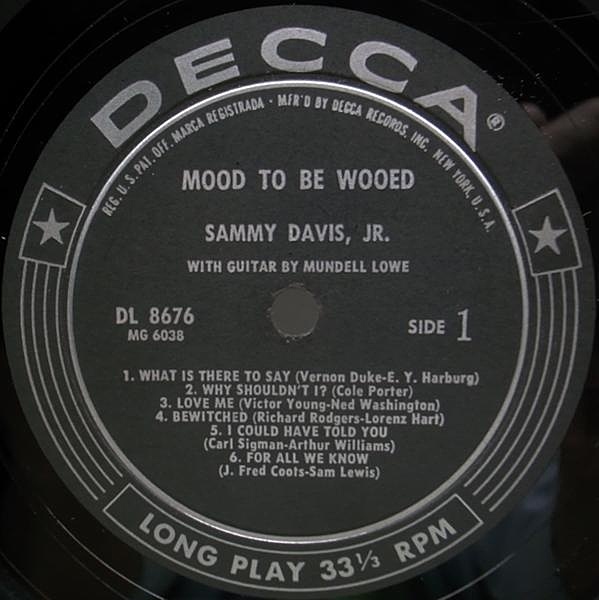 DECCA®
REG. U.S. PAT. OFF. MARCA REGISTRADA • MFR'D BY DECCA RECORDS, INC. NEW YORK, U.S.A.
MOOD TO BE WOOED
SAMMY DAVIS, JR.
WITH GUITAR BY MUNDELL LOWE
DL 8676
MG 6038
SIDE 1
1. WHAT IS THERE TO SAY (Vernon Duke-E. Y. Harburg)
2. WHY SHOULDN'T I? (Cole Porter)
3. LOVE ME (Victor Young-Ned Washington)
4. BEWITCHED (Richard Rodgers-Lorenz Hart)
5. I COULD HAVE TOLD YOU
(Carl Sigman-Arthur Williams)
6. FOR ALL WE KNOW
(J. Fred Coots-Sam Lewis)
LONG PLAY 33⅓ RPM